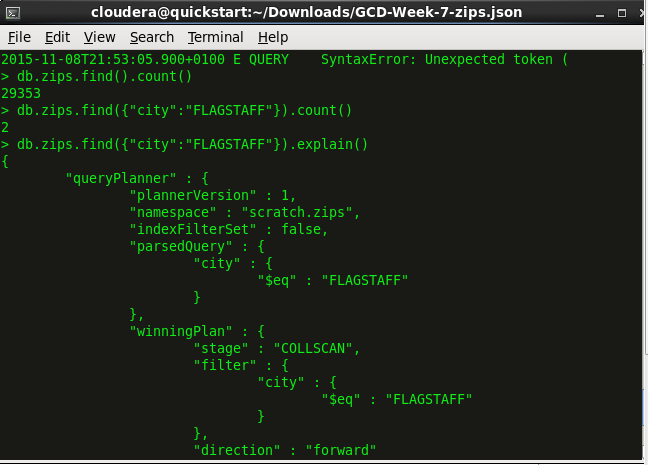 cloudera@quickstart:~/Downloads/GCD-Week-7-zips.json
File Edit View Search Terminal Help
2015-11-08T21:53:05.900+0100 E QUERY    SyntaxError: Unexpected token (
> db.zips.find().count()
29353
> db.zips.find({"city":"FLAGSTAFF"}).count()
2
> db.zips.find({"city":"FLAGSTAFF"}).explain()
{
        "queryPlanner" : {
                "plannerVersion" : 1,
                "namespace" : "scratch.zips",
                "indexFilterSet" : false,
                "parsedQuery" : {
                        "city" : {
                                "$eq" : "FLAGSTAFF"
                        }
                },
                "winningPlan" : {
                        "stage" : "COLLSCAN",
                        "filter" : {
                                "city" : {
                                        "$eq" : "FLAGSTAFF"
                                }
                        },
                        "direction" : "forward"